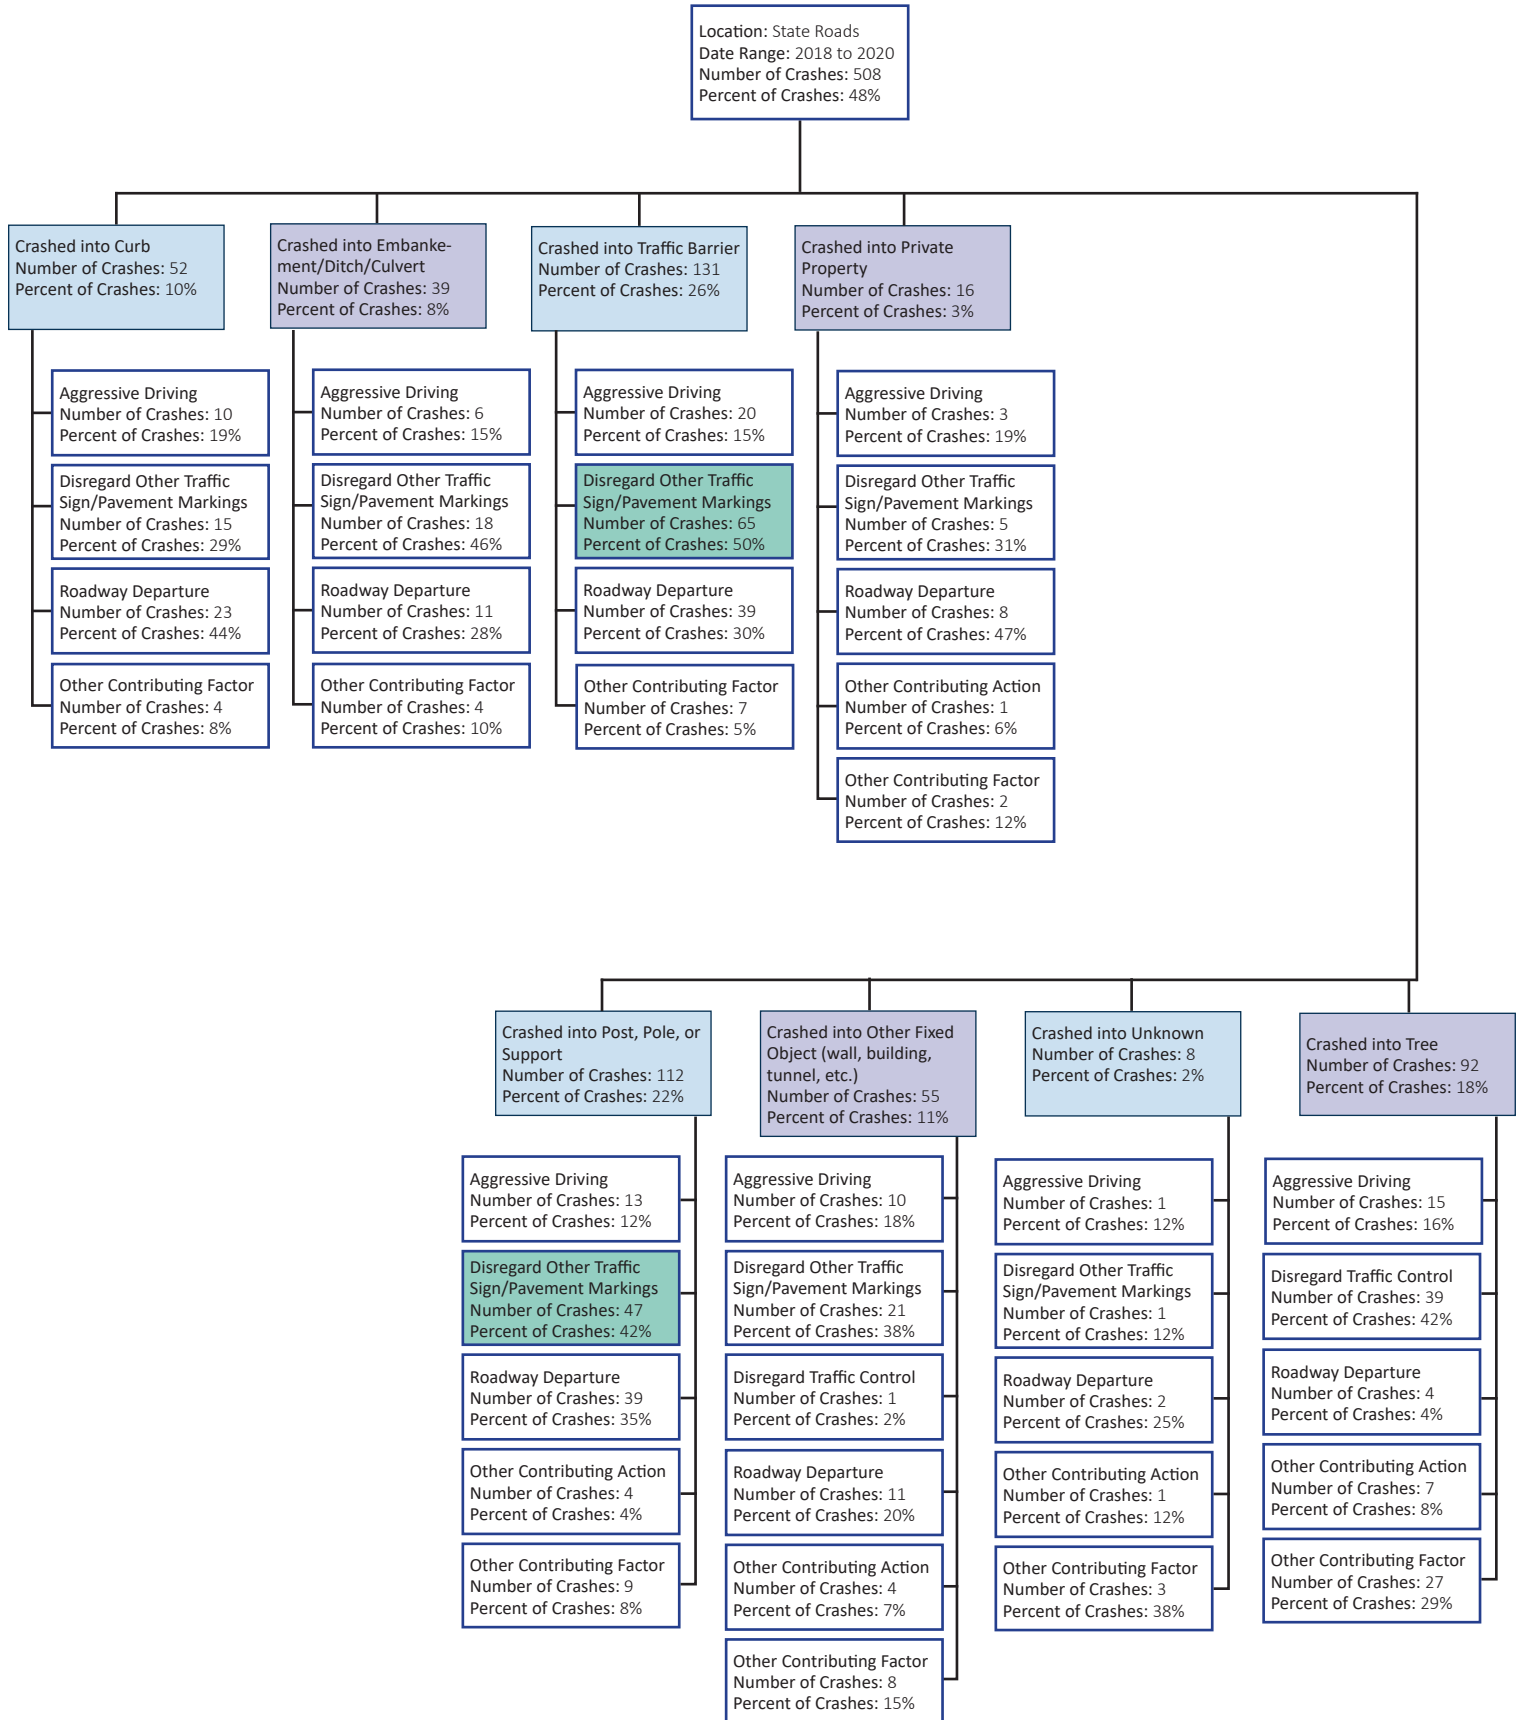 Location: State Roads
Date Range: 2018 to 2020
Number of Crashes: 508
Percent of Crashes: 48%
Crashed into Curb
Number of Crashes: 52
Percent of Crashes: 10%
Aggressive Driving
Number of Crashes: 10
Percent of Crashes: 19%
Disregard Other Traffic
Sign/Pavement Markings
Number of Crashes: 15
Percent of Crashes: 29%
Roadway Departure
Number of Crashes: 23
Percent of Crashes: 44%
Other Contributing Factor
Number of Crashes: 4
Percent of Crashes: 8%
Crashed into Embanke-
ment/Ditch/Culvert
Number of Crashes: 39
Percent of Crashes: 8%
Aggressive Driving
Number of Crashes: 6
Percent of Crashes: 15%
Disregard Other Traffic
Sign/Pavement Markings
Number of Crashes: 18
Percent of Crashes: 46%
Roadway Departure
Number of Crashes: 11
Percent of Crashes: 28%
Other Contributing Factor
Number of Crashes: 4
Percent of Crashes: 10%
Crashed into Traffic Barrier
Number of Crashes: 131
Percent of Crashes: 26%
Aggressive Driving
Number of Crashes: 20
Percent of Crashes: 15%
Disregard Other Traffic
Sign/Pavement Markings
Number of Crashes: 65
Percent of Crashes: 50%
Roadway Departure
Number of Crashes: 39
Percent of Crashes: 30%
Other Contributing Factor
Number of Crashes: 7
Percent of Crashes: 5%
Crashed into Private
Property
Number of Crashes: 16
Percent of Crashes: 3%
Aggressive Driving
Number of Crashes: 3
Percent of Crashes: 19%
Disregard Other Traffic
Sign/Pavement Markings
Number of Crashes: 5
Percent of Crashes: 31%
Roadway Departure
Number of Crashes: 8
Percent of Crashes: 47%
Other Contributing Action
Number of Crashes: 1
Percent of Crashes: 6%
Other Contributing Factor
Number of Crashes: 2
Percent of Crashes: 12%
Crashed into Post, Pole, or
Support
Number of Crashes: 112
Percent of Crashes: 22%
Aggressive Driving
Number of Crashes: 13
Percent of Crashes: 12%
Disregard Other Traffic
Sign/Pavement Markings
Number of Crashes: 47
Percent of Crashes: 42%
Roadway Departure
Number of Crashes: 39
Percent of Crashes: 35%
Other Contributing Action
Number of Crashes: 4
Percent of Crashes: 4%
Other Contributing Factor
Number of Crashes: 9
Percent of Crashes: 8%
Crashed into Other Fixed
Object (wall, building,
tunnel, etc.)
Number of Crashes: 55
Percent of Crashes: 11%
Aggressive Driving
Number of Crashes: 10
Percent of Crashes: 18%
Disregard Other Traffic
Sign/Pavement Markings
Number of Crashes: 21
Percent of Crashes: 38%
Disregard Traffic Control
Number of Crashes: 1
Percent of Crashes: 2%
Roadway Departure
Number of Crashes: 11
Percent of Crashes: 20%
Other Contributing Action
Number of Crashes: 4
Percent of Crashes: 7%
Other Contributing Factor
Number of Crashes: 8
Percent of Crashes: 15%
Crashed into Unknown
Number of Crashes: 8
Percent of Crashes: 2%
Aggressive Driving
Number of Crashes: 1
Percent of Crashes: 12%
Disregard Other Traffic
Sign/Pavement Markings
Number of Crashes: 1
Percent of Crashes: 12%
Roadway Departure
Number of Crashes: 2
Percent of Crashes: 25%
Other Contributing Action
Number of Crashes: 1
Percent of Crashes: 12%
Other Contributing Factor
Number of Crashes: 3
Percent of Crashes: 38%
Crashed into Tree
Number of Crashes: 92
Percent of Crashes: 18%
Aggressive Driving
Number of Crashes: 15
Percent of Crashes: 16%
Disregard Traffic Control
Number of Crashes: 39
Percent of Crashes: 42%
Roadway Departure
Number of Crashes: 4
Percent of Crashes: 4%
Other Contributing Action
Number of Crashes: 7
Percent of Crashes: 8%
Other Contributing Factor
Number of Crashes: 27
Percent of Crashes: 29%